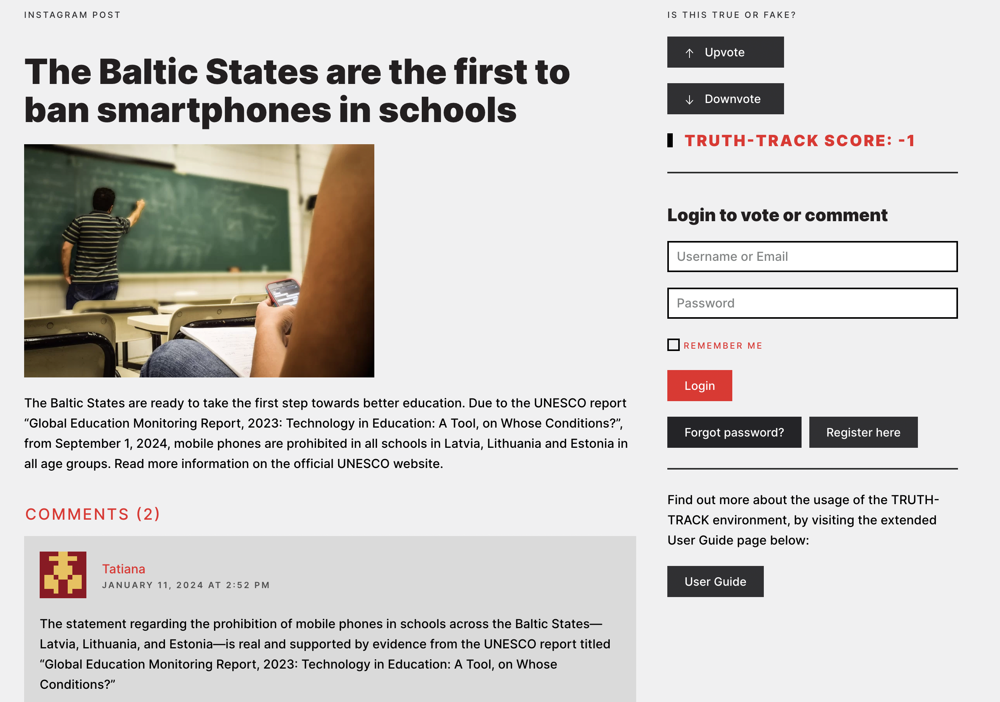 INSTAGRAM POST
The Baltic States are the first to
ban smartphones in schools
The Baltic States are ready to take the first step towards better education. Due to the UNESCO report
“Global Education Monitoring Report, 2023: Technology in Education: A Tool, on Whose Conditions?”,
from September 1, 2024, mobile phones are prohibited in all schools in Latvia, Lithuania and Estonia in
all age groups. Read more information on the official UNESCO website.
COMMENTS (2)
Tatiana
JANUARY 11, 2024 AT 2:52 PM
The statement regarding the prohibition of mobile phones in schools across the Baltic States—
Latvia, Lithuania, and Estonia—is real and supported by evidence from the UNESCO report titled
“Global Education Monitoring Report, 2023: Technology in Education: A Tool, on Whose
Conditions?”
IS THIS TRUE OR FAKE?
↑ Upvote
↓ Downvote
TRUTH-TRACK SCORE: -1
Login to vote or comment
Username or Email
Password
REMEMBER ME
Login
Forgot password?
Register here
Find out more about the usage of the TRUTH-
TRACK environment, by visiting the extended
User Guide page below:
User Guide